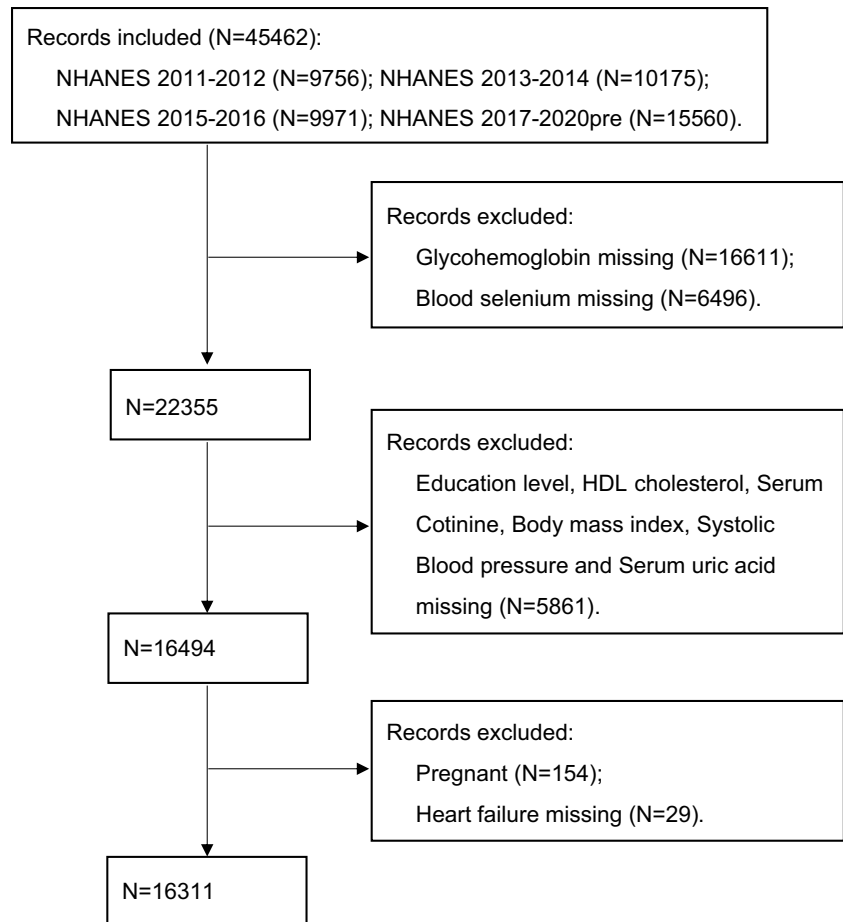 Records included (N=45462):
NHANES 2011-2012 (N=9756); NHANES 2013-2014 (N=10175);
NHANES 2015-2016 (N=9971); NHANES 2017-2020pre (N=15560).
Records excluded:
Glycohemoglobin missing (N=16611);
Blood selenium missing (N=6496).
N=22355
Records excluded:
Education level, HDL cholesterol, Serum
Cotinine, Body mass index, Systolic
Blood pressure and Serum uric acid
missing (N=5861).
N=16494
Records excluded:
Pregnant (N=154);
Heart failure missing (N=29).
N=16311